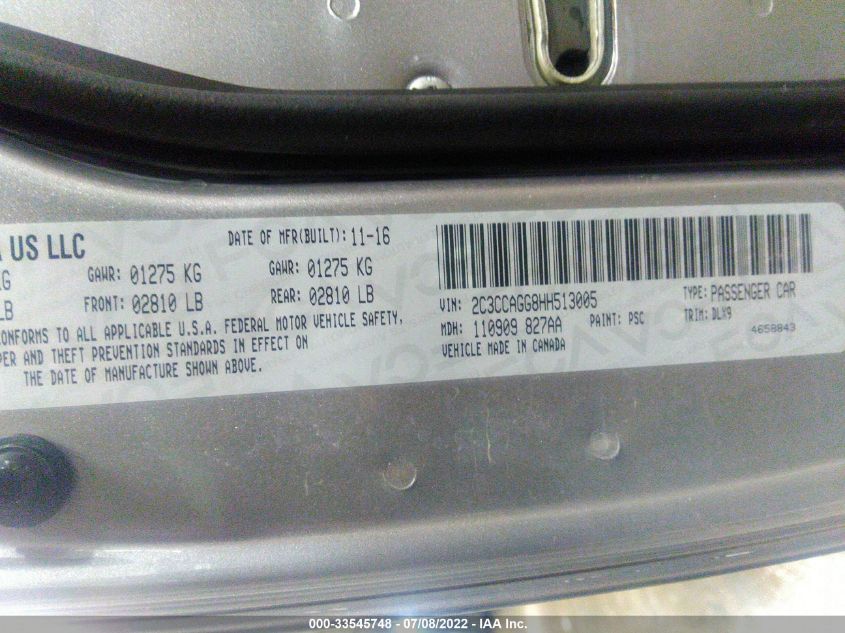 A US LLC DATE OF MFR(BUILT): 11-16
KG GAWR: 01275 KG GAWR: 01275 KG
LB FRONT: 02810 LB REAR: 02810 LB
CONFORMS TO ALL APPLICABLE U.S.A. FEDERAL MOTOR VEHICLE SAFETY,
PER AND THEFT PREVENTION STANDARDS IN EFFECT ON
THE DATE OF MANUFACTURE SHOWN ABOVE.
VIN: 2C3CCAGG8HH513005 TYPE: PASSENGER CAR
MDH: 110909 827AA PAINT: PSC TRIM: DLX9
VEHICLE MADE IN CANADA 4658843
000-33545748 - 07/08/2022 - IAA Inc.